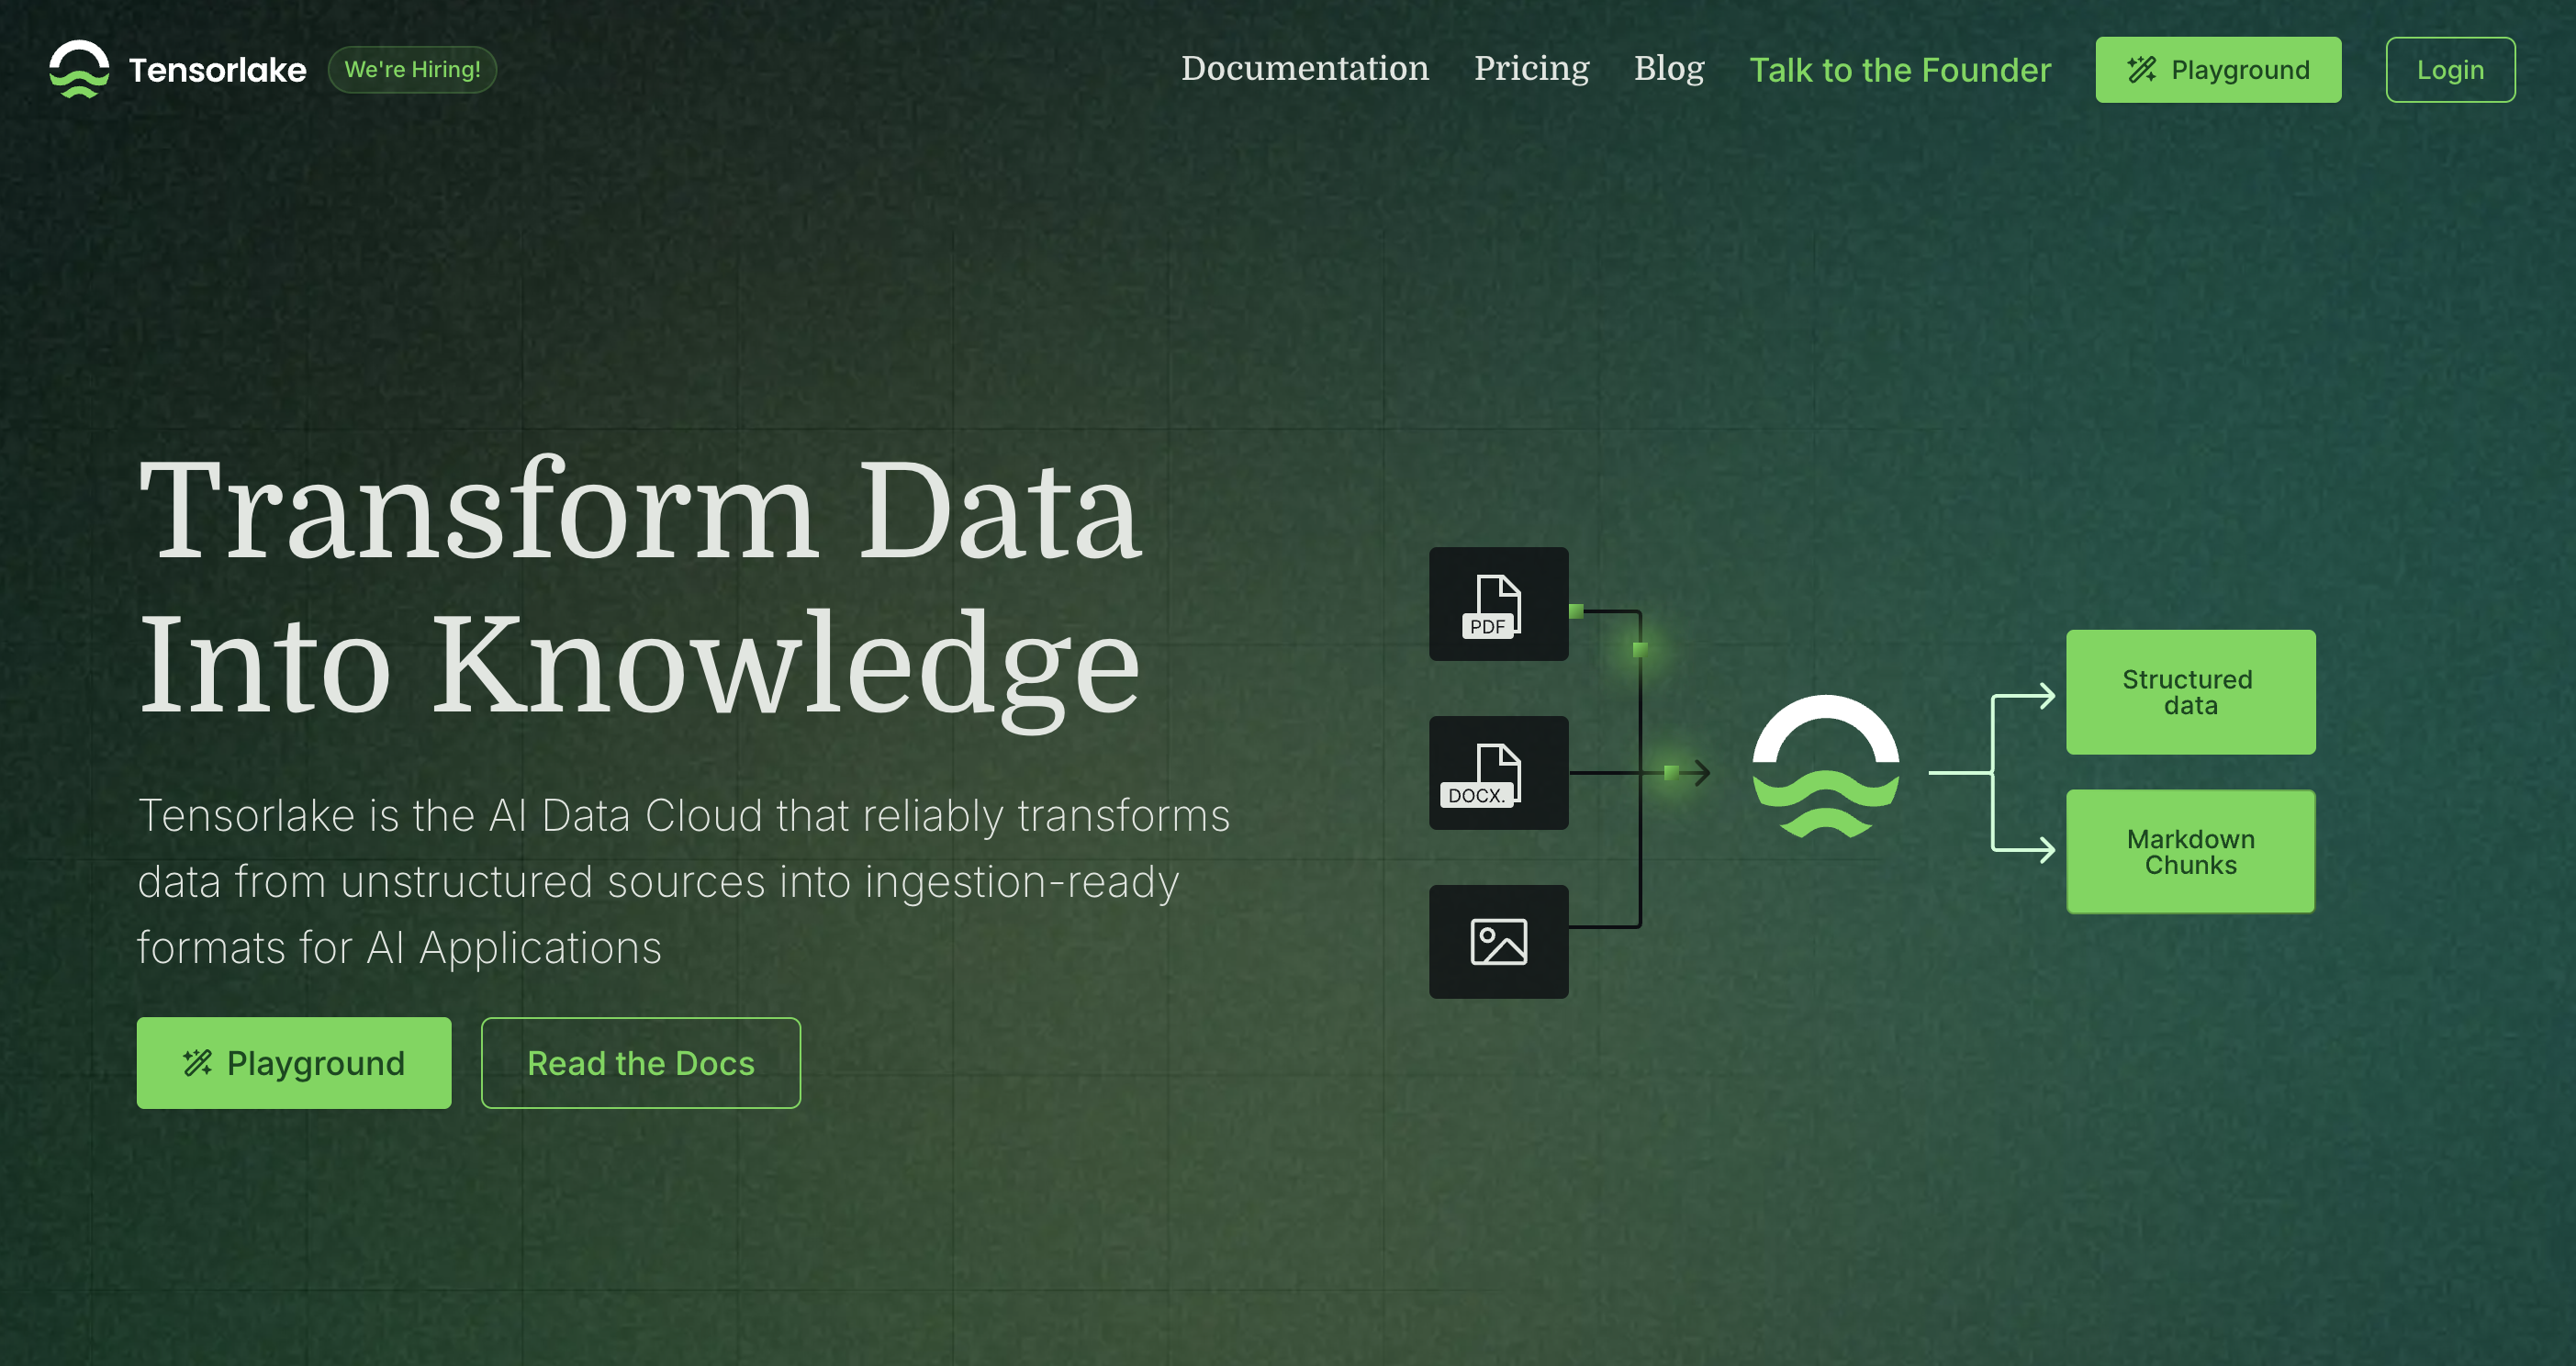 Tensorlake
We're Hiring!
Documentation
Pricing
Blog
Talk to the Founder
Playground
Login
Transform Data
Into Knowledge
Tensorlake is the AI Data Cloud that reliably transforms
data from unstructured sources into ingestion-ready
formats for AI Applications
Playground
Read the Docs
PDF
DOCX.
Structured
data
Markdown
Chunks